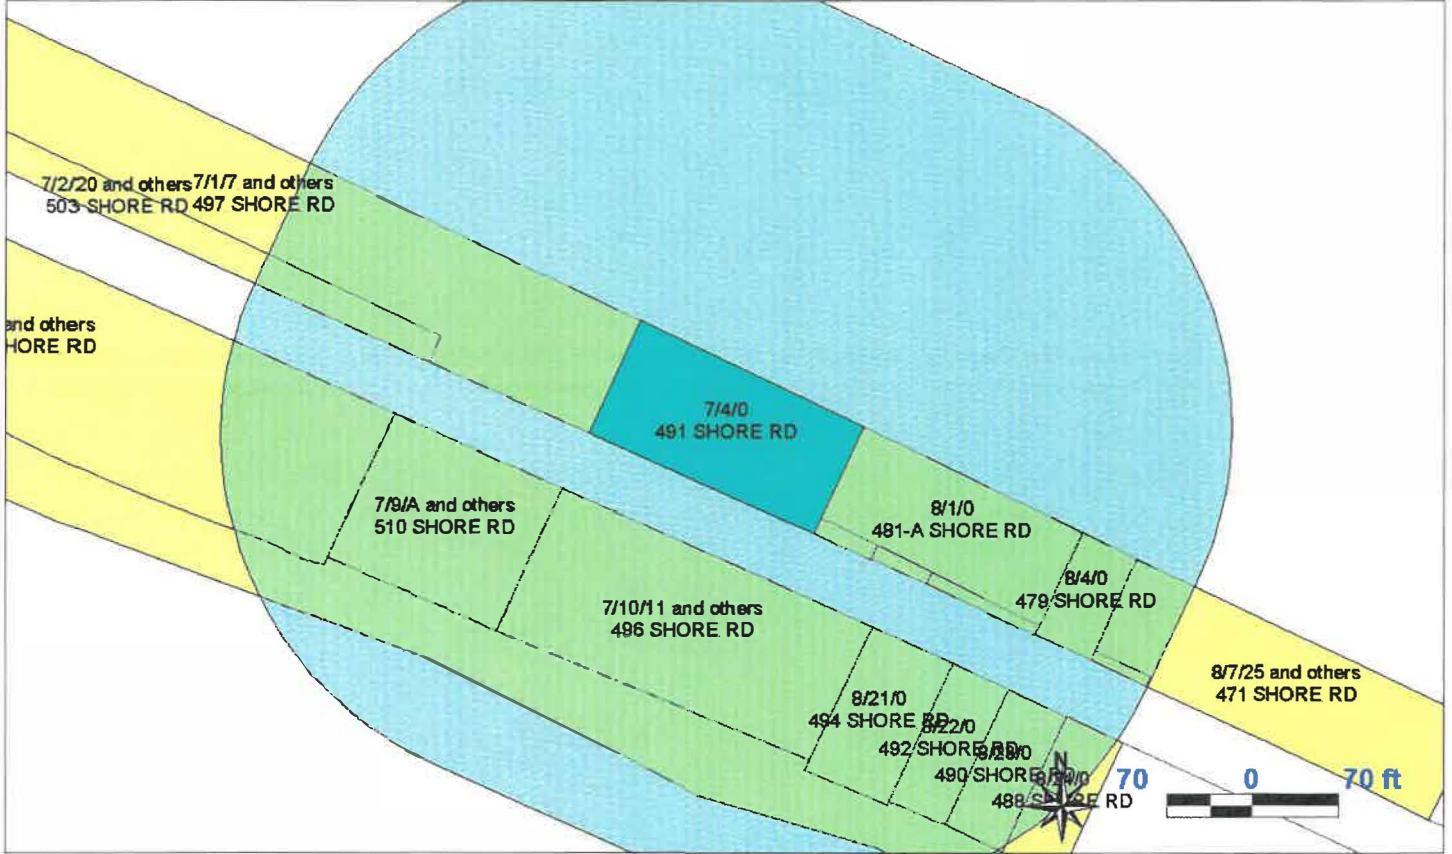 7/2/20 and others
503 SHORE RD
7/1/7 and others
497 SHORE RD
and others
HORE RD
7/4/0
491 SHORE RD
7/9/A and others
510 SHORE RD
8/1/0
481-A SHORE RD
8/4/0
479 SHORE RD
7/10/11 and others
496 SHORE RD
8/7/25 and others
471 SHORE RD
8/21/0
494 SHORE RD
8/22/0
492 SHORE RD
490 SHORE
488 SHORE RD
N
70 0 70 ft